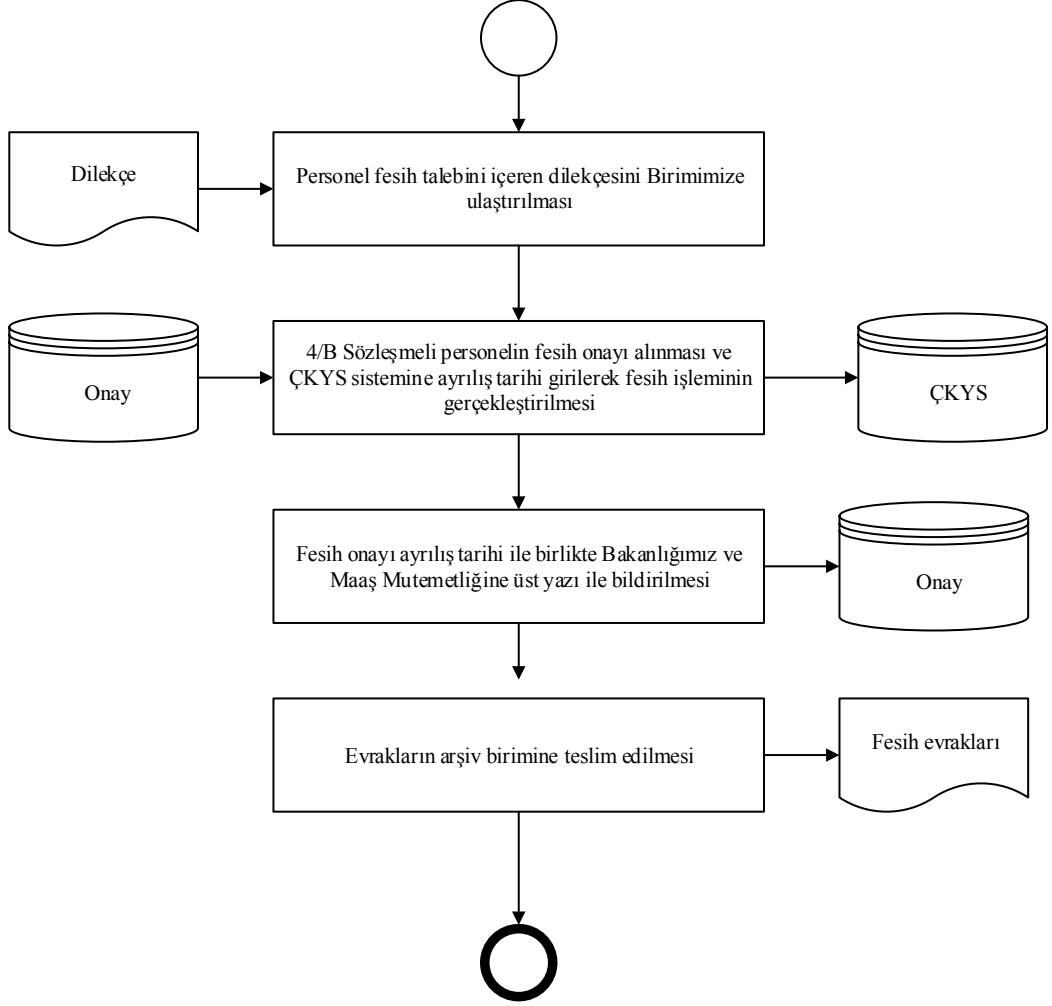 Dilekçe
Personel fesih talebini içeren dilekçesini Birimimize
ulaştırılması
Onay
4/B Sözleşmeli personelin fesih onayı alınması ve
ÇKYS sistemine ayrılış tarihi girilerek fesih işleminin
gerçekleştirilmesi
ÇKYS
Fesih onayı ayrılış tarihi ile birlikte Bakanlığımız ve
Maaş Mutemetliğine üst yazı ile bildirilmesi
Onay
Evrakların arşiv birimine teslim edilmesi
Fesih evrakları